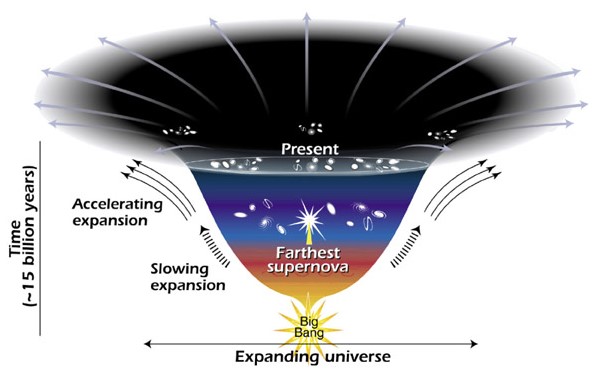 Present
Accelerating
expansion
Time
(~15 billion years)
Farthest
supernova
Slowing
expansion
Big
Bang
Expanding universe